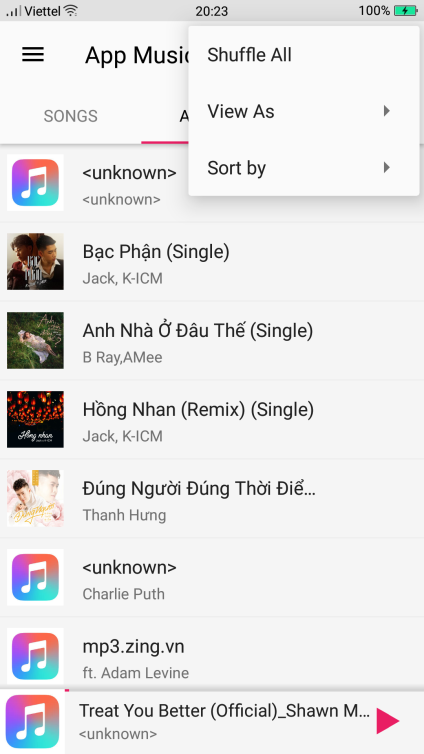 Viettel
20:23
100%
App Music
Shuffle All
View As
Sort by
SONGS
A
<unknown>
<unknown>
Bạc Phận (Single)
Jack, K-ICM
Anh Nhà Ở Đâu Thế (Single)
B Ray,AMee
Hồng Nhan (Remix) (Single)
Jack, K-ICM
Hồng nhan
Đúng Người Đúng Thời Điể...
Thanh Hưng
<unknown>
Charlie Puth
mp3.zing.vn
ft. Adam Levine
Treat You Better (Official)_Shawn M...
<unknown>